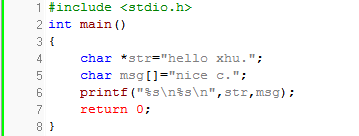 1 #include <stdio.h>
2 int main()
3 {
4     char *str="hello xhu.";
5     char msg[]="nice c.";
6     printf("%s\n%s\n",str,msg);
7     return 0;
8 }